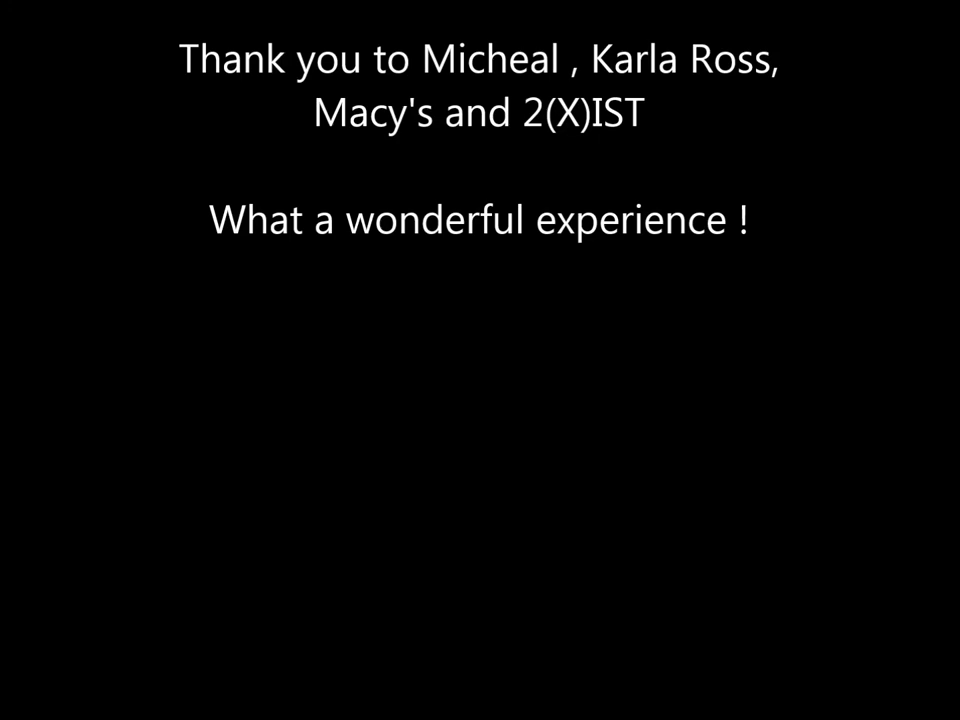 Thank you to Micheal , Karla Ross,
Macy's and 2(X)IST
What a wonderful experience !